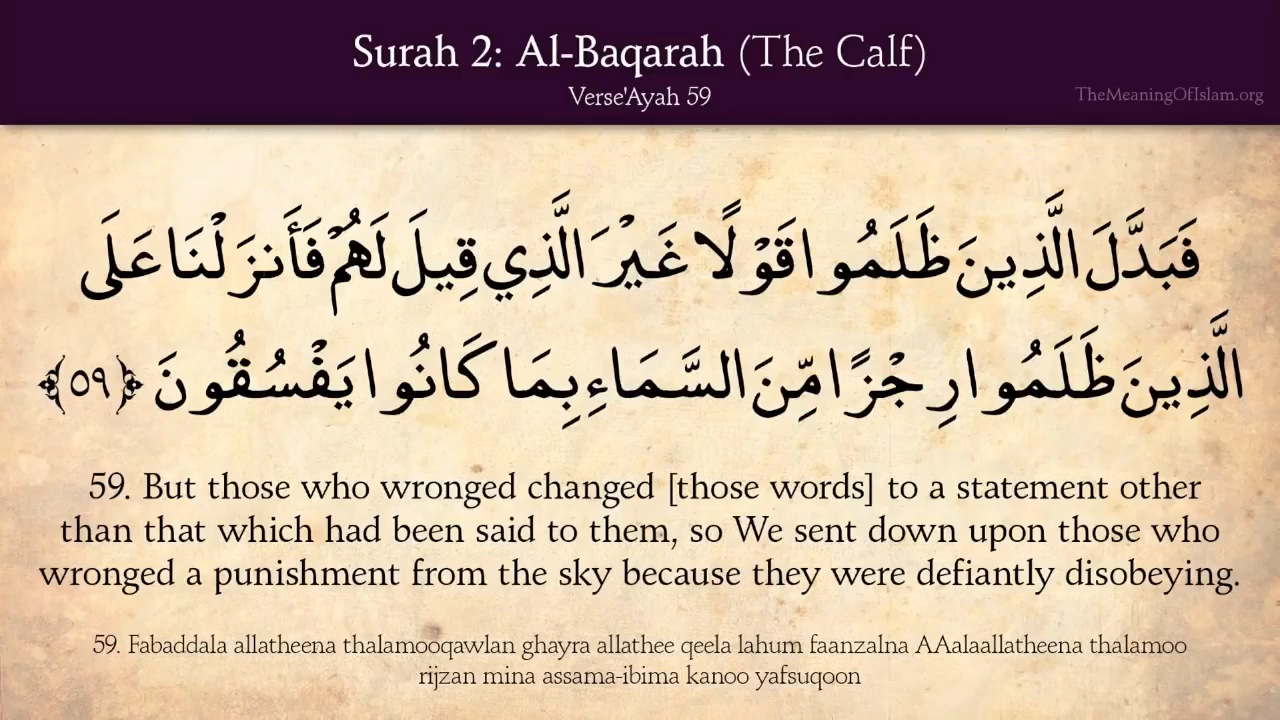 Surah 2: Al-Baqarah (The Calf)
Verse'Ayah 59
TheMeaningOfIslam.org
فَبَدَّلَ الَّذِينَ ظَلَمُوا قَوْلًا غَيْرَ الَّذِي قِيلَ لَهُمْ فَأَنزَلْنَا عَلَى
الَّذِينَ ظَلَمُوا رِجْزًا مِّنَ السَّمَاءِ بِمَا كَانُوا يَفْسُقُونَ ﴿٥٩﴾
59. But those who wronged changed [those words] to a statement other
than that which had been said to them, so We sent down upon those who
wronged a punishment from the sky because they were defiantly disobeying.
59. Fabaddala allatheena thalamooqawlan ghayra allathee qeela lahum faanzalna AAalaallatheena thalamoo
rijzan mina assama-ibima kanoo yafsuqoon